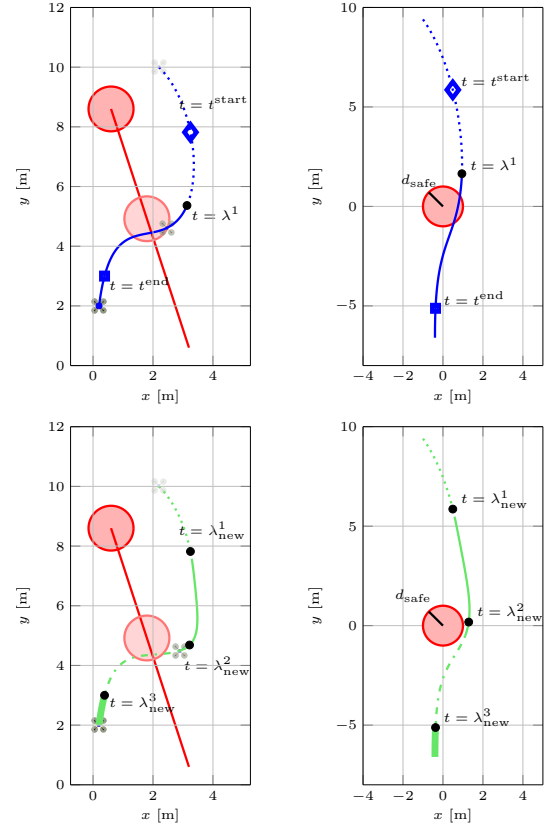 12
10
8
6
4
2
0
y [m]
t = t^start
t = λ^1
t = t^end
0 2 4
x [m]
10
5
0
−5
y [m]
t = t^start
t = λ^1
d_safe
t = t^end
−4 −2 0 2 4
x [m]
12
10
8
6
4
2
0
y [m]
t = λ^1_new
t = λ^2_new
t = λ^3_new
0 2 4
x [m]
10
5
0
−5
y [m]
t = λ^1_new
d_safe
t = λ^2_new
t = λ^3_new
−4 −2 0 2 4
x [m]